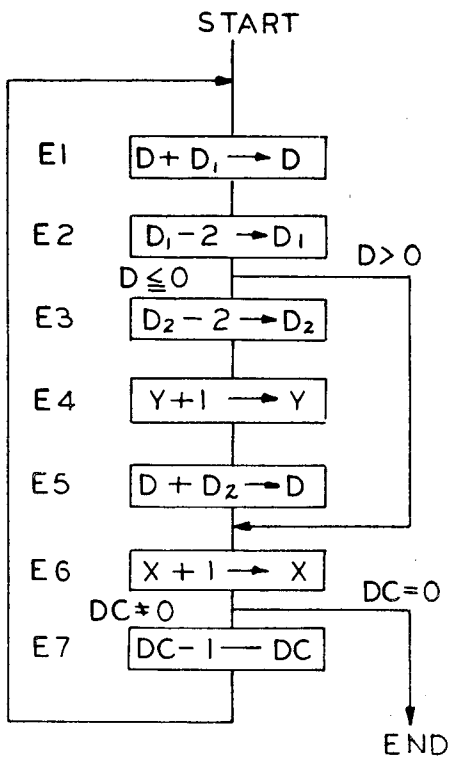 START
E1 D + D₁ → D
E2 D₁ - 2 → D₁
D ≦ 0 D > 0
E3 D₂ - 2 → D₂
E4 Y + 1 → Y
E5 D + D₂ → D
E6 X + 1 → X
DC ≠ 0 DC = 0
E7 DC - 1 — DC
END